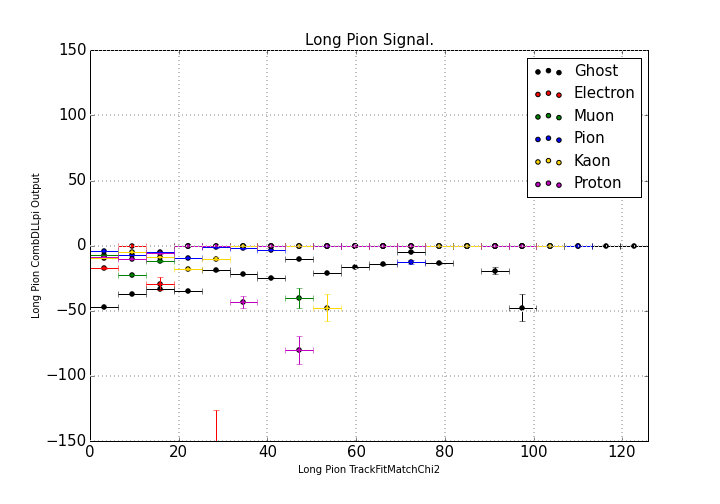 Long Pion Signal.
150
100
50
0
−50
−100
−150
0
20
40
60
80
100
120
Long Pion CombDLLpi Output
Long Pion TrackFitMatchChi2
Ghost
Electron
Muon
Pion
Kaon
Proton